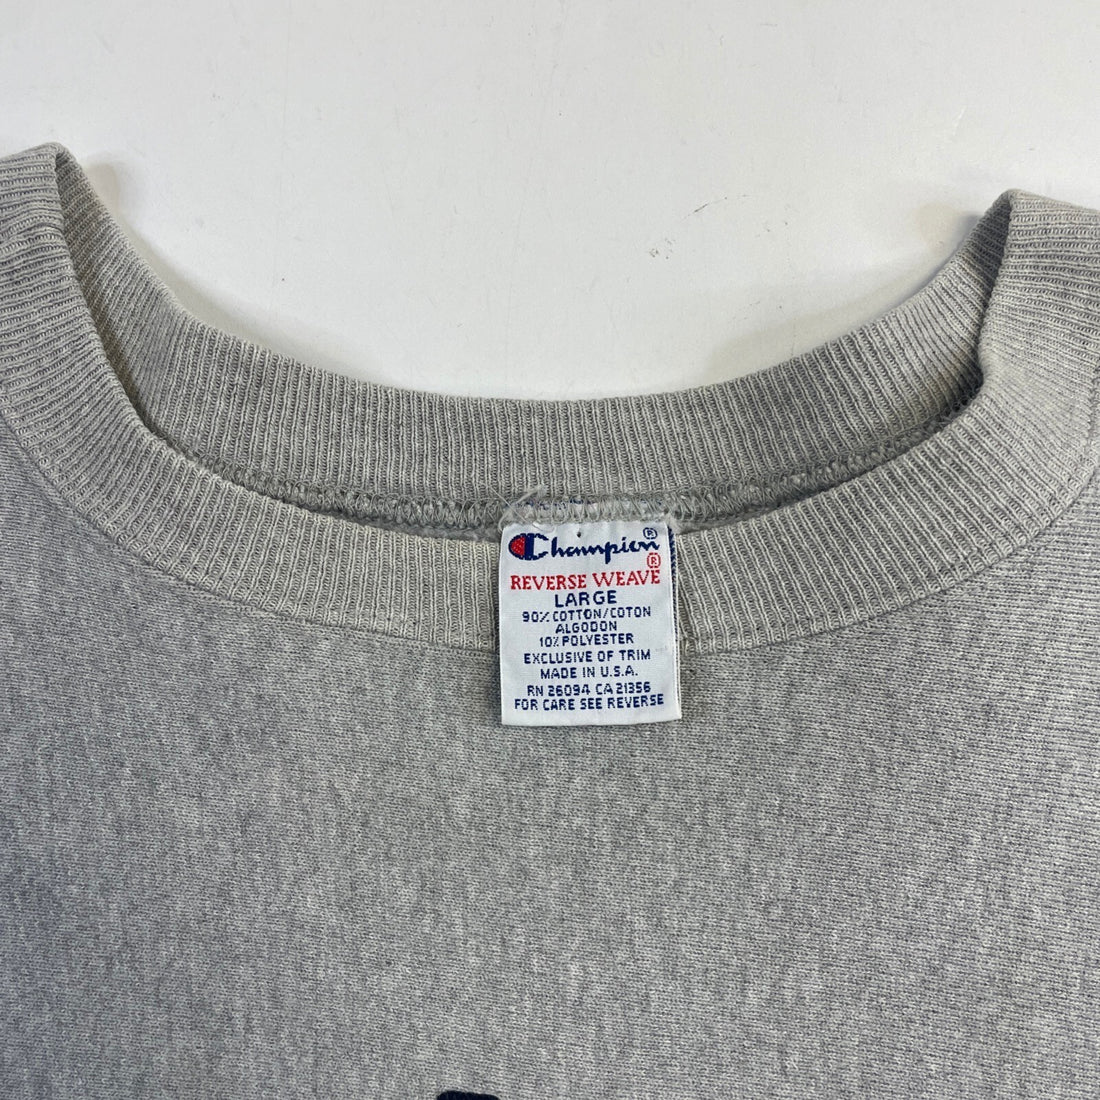 Champion®
REVERSE WEAVE®
LARGE
90% COTTON/COTON
ALGODON
10% POLYESTER
EXCLUSIVE OF TRIM
MADE IN U.S.A.
RN 26094 CA 21356
FOR CARE SEE REVERSE